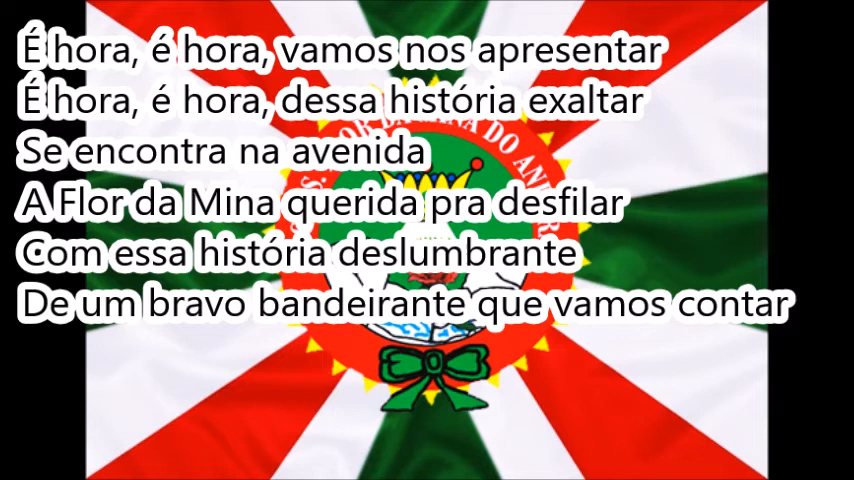 É hora, é hora, vamos nos apresentar
É hora, é hora, dessa história exaltar
Se encontra na avenida
A Flor da Mina querida pra desfilar
Com essa história deslumbrante
De um bravo bandeirante que vamos contar